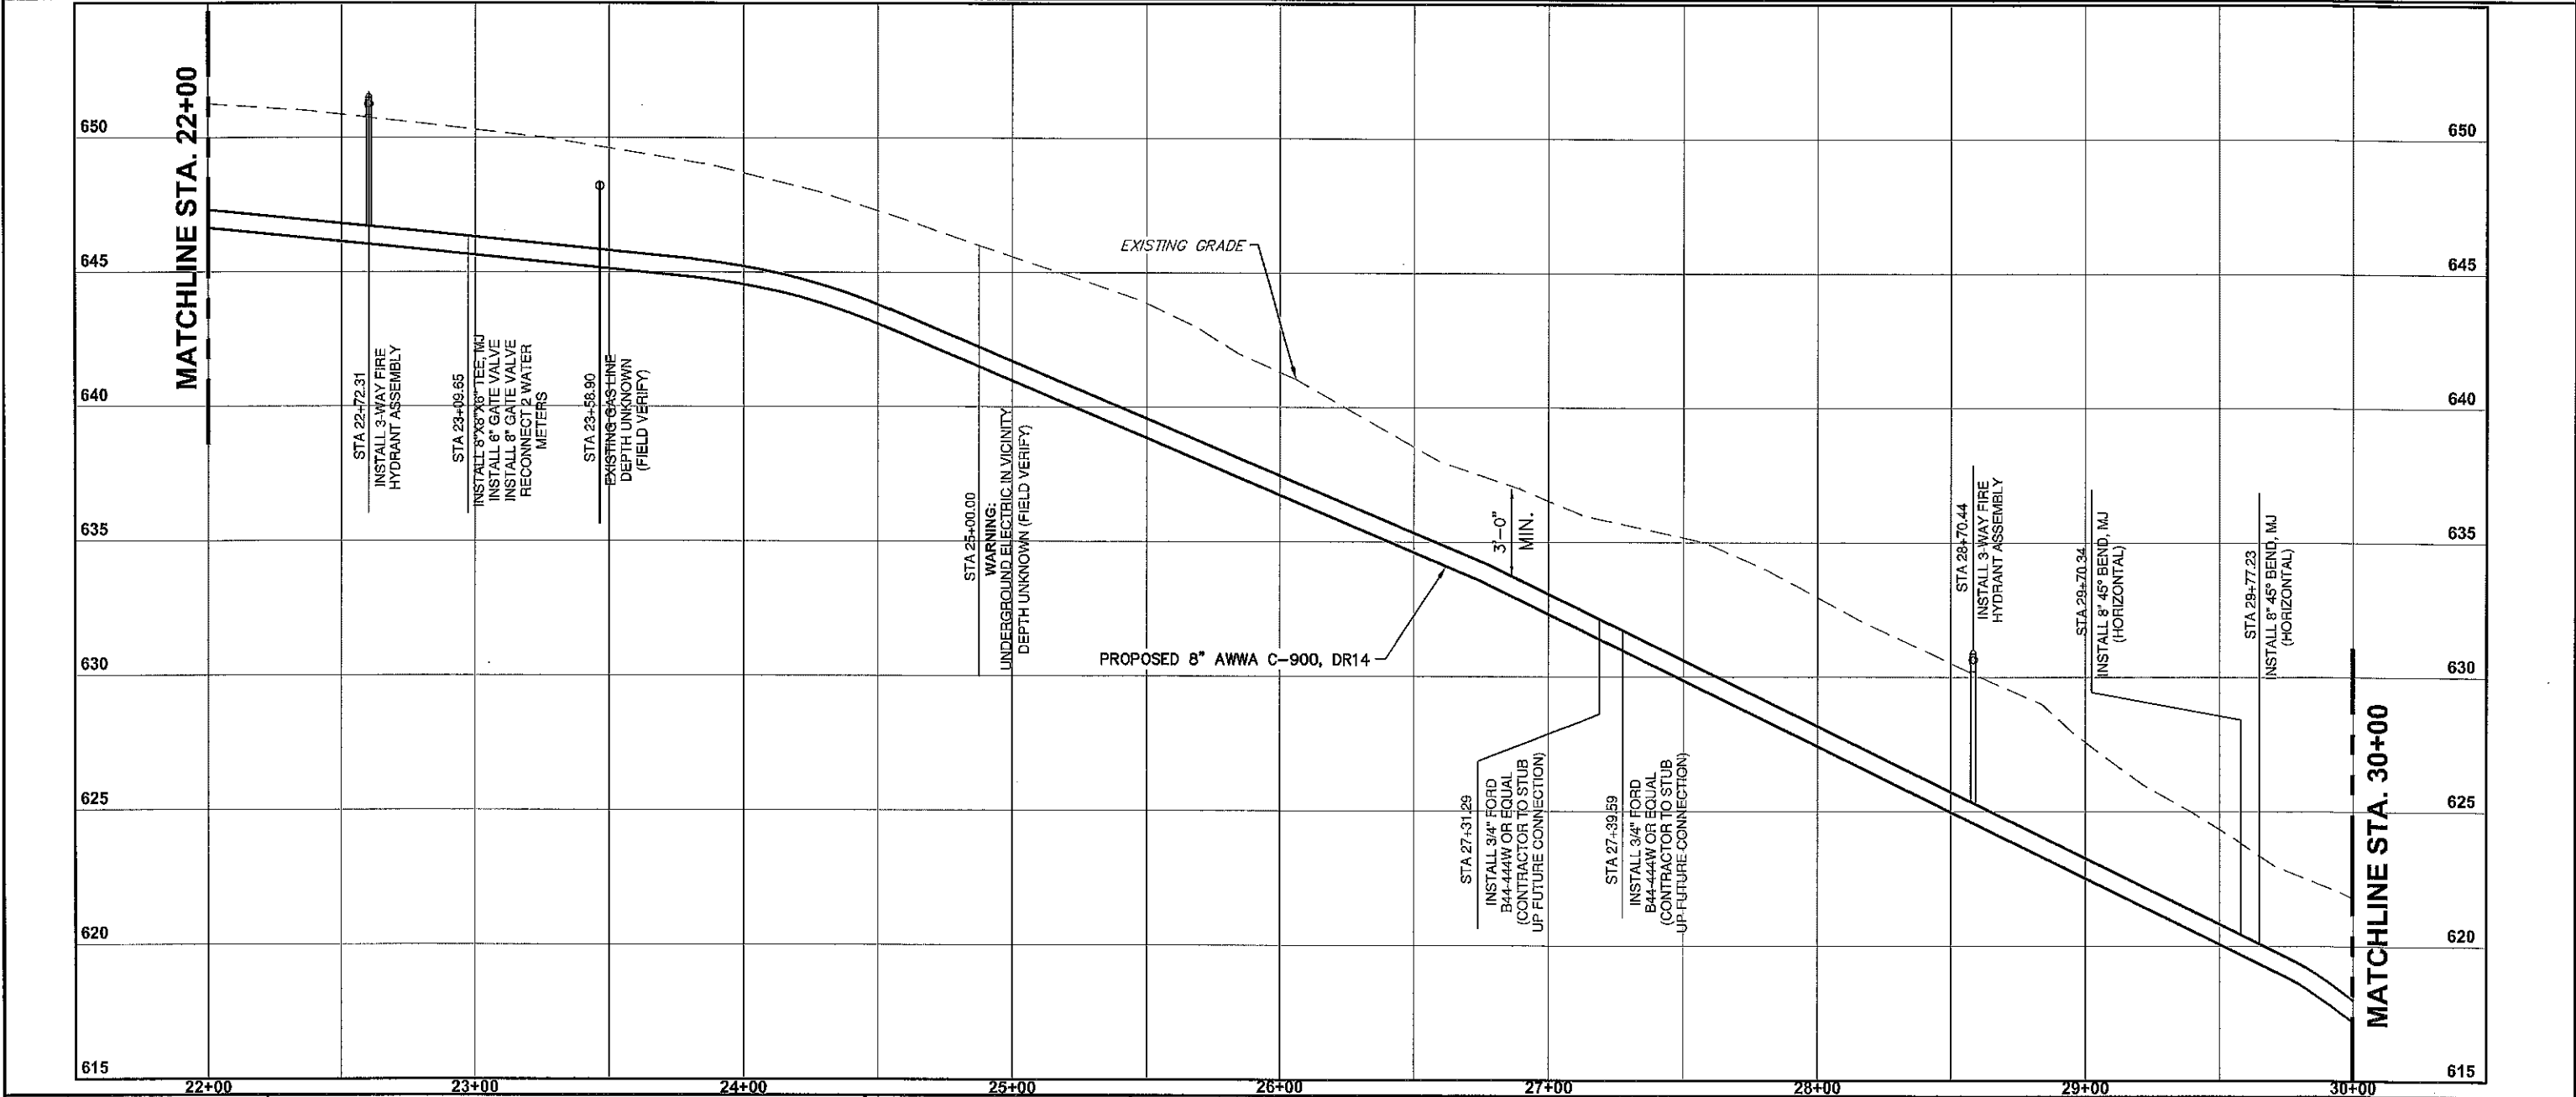 MATCHLINE STA. 22+00
650
645
640
635
630
625
620
615
STA 22+72.31
INSTALL 3-WAY FIRE
HYDRANT ASSEMBLY
STA 23+09.65
INSTALL 8"X8"X6" TEE, MJ
INSTALL 6" GATE VALVE
INSTALL 8" GATE VALVE
RECONNECT 2 WATER
METERS
STA 23+58.90
EXISTING GAS LINE
DEPTH UNKNOWN
(FIELD VERIFY)
STA 25+00.00
WARNING:
UNDERGROUND ELECTRIC IN VICINITY
DEPTH UNKNOWN (FIELD VERIFY)
EXISTING GRADE
PROPOSED 8" AWWA C-900, DR14
3'-0"
MIN.
STA 27+31.29
INSTALL 3/4" FORD
B44-444W OR EQUAL
(CONTRACTOR TO STUB
UP FUTURE CONNECTION)
STA 27+39.59
INSTALL 3/4" FORD
B44-444W OR EQUAL
(CONTRACTOR TO STUB
UP FUTURE CONNECTION)
STA 28+70.44
INSTALL 3-WAY FIRE
HYDRANT ASSEMBLY
STA 29+70.34
INSTALL 8" 45° BEND, MJ
(HORIZONTAL)
STA 29+77.23
INSTALL 8" 45° BEND, MJ
(HORIZONTAL)
650
645
640
635
630
625
620
615
MATCHLINE STA. 30+00
22+00
23+00
24+00
25+00
26+00
27+00
28+00
29+00
30+00